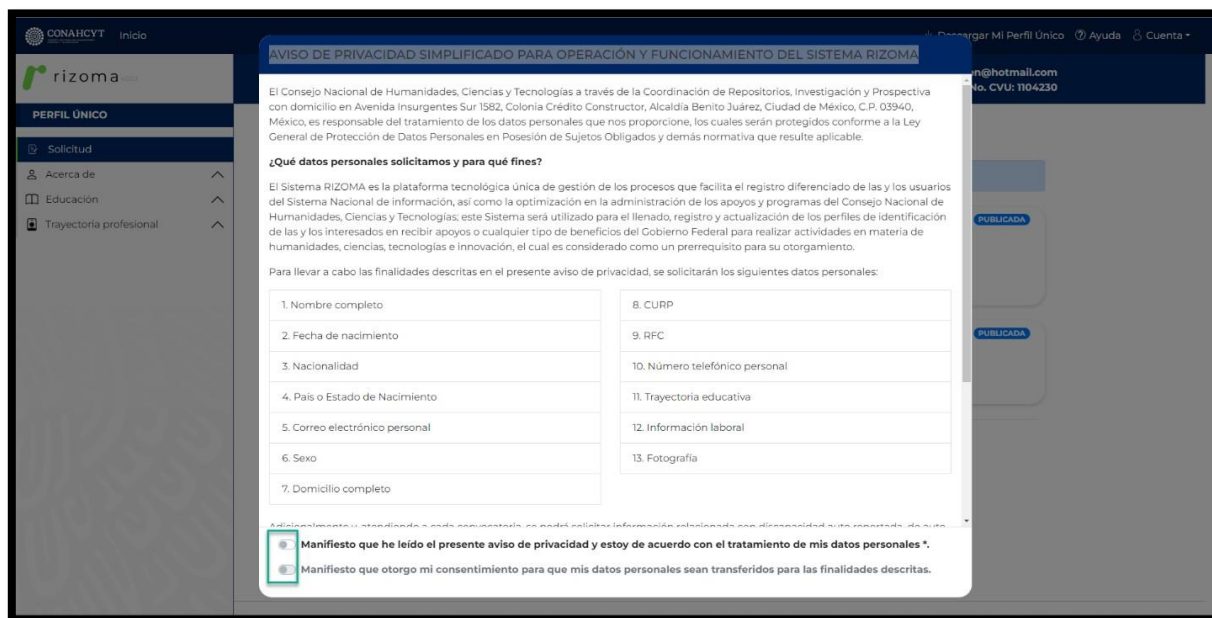 CONAHCYT Inicio
Mi Perfil Único Ayuda Cuenta
rizoma
n@hotmail.com
No. CVU: 1104230
PERFIL ÚNICO
Solicitud
Acerca de
Educación
Trayectoria profesional
AVISO DE PRIVACIDAD SIMPLIFICADO PARA OPERACIÓN Y FUNCIONAMIENTO DEL SISTEMA RIZOMA
El Consejo Nacional de Humanidades, Ciencias y Tecnologías a través de la Coordinación de Repositorios, Investigación y Prospectiva
con domicilio en Avenida Insurgentes Sur 1582, Colonia Crédito Constructor, Alcaldía Benito Juárez, Ciudad de México, C.P. 03940,
México, es responsable del tratamiento de los datos personales que nos proporcione, los cuales serán protegidos conforme a la Ley
General de Protección de Datos Personales en Posesión de Sujetos Obligados y demás normativa que resulte aplicable.
¿Qué datos personales solicitamos y para qué fines?
El Sistema RIZOMA es la plataforma tecnológica única de gestión de los procesos que facilita el registro diferenciado de las y los usuarios
del Sistema Nacional de información, así como la optimización en la administración de los apoyos y programas del Consejo Nacional de
Humanidades, Ciencias y Tecnologías; este Sistema será utilizado para el llenado, registro y actualización de los perfiles de identificación
de las y los interesados en recibir apoyos o cualquier tipo de beneficios del Gobierno Federal para realizar actividades en materia de
humanidades, ciencias, tecnologías e innovación, el cual es considerado como un prerrequisito para su otorgamiento.
Para llevar a cabo las finalidades descritas en el presente aviso de privacidad, se solicitarán los siguientes datos personales:
1. Nombre completo
2. Fecha de nacimiento
3. Nacionalidad
4. País o Estado de Nacimiento
5. Correo electrónico personal
6. Sexo
7. Domicilio completo
8. CURP
9. RFC
10. Número telefónico personal
11. Trayectoria educativa
12. Información laboral
13. Fotografía
Adicionalmente y atendiendo a cada convocatoria, se podrá solicitar información relacionada con discapacidad auto reportada, de auto
Manifiesto que he leído el presente aviso de privacidad y estoy de acuerdo con el tratamiento de mis datos personales *.
Manifiesto que otorgo mi consentimiento para que mis datos personales sean transferidos para las finalidades descritas.
PUBLICADA
PUBLICADA